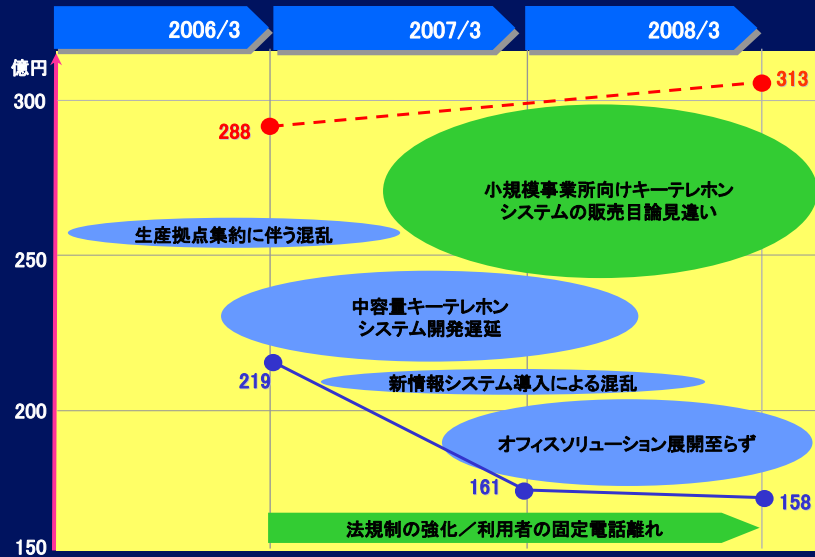 2006/3
2007/3
2008/3
億円
300
313
288
小規模事業所向けキーテレホン
システムの販売目論見違い
生産拠点集約に伴う混乱
250
中容量キーテレホン
システム開発遅延
219
新情報システム導入による混乱
200
オフィスソリューション展開至らず
161
158
法規制の強化／利用者の固定電話離れ
150